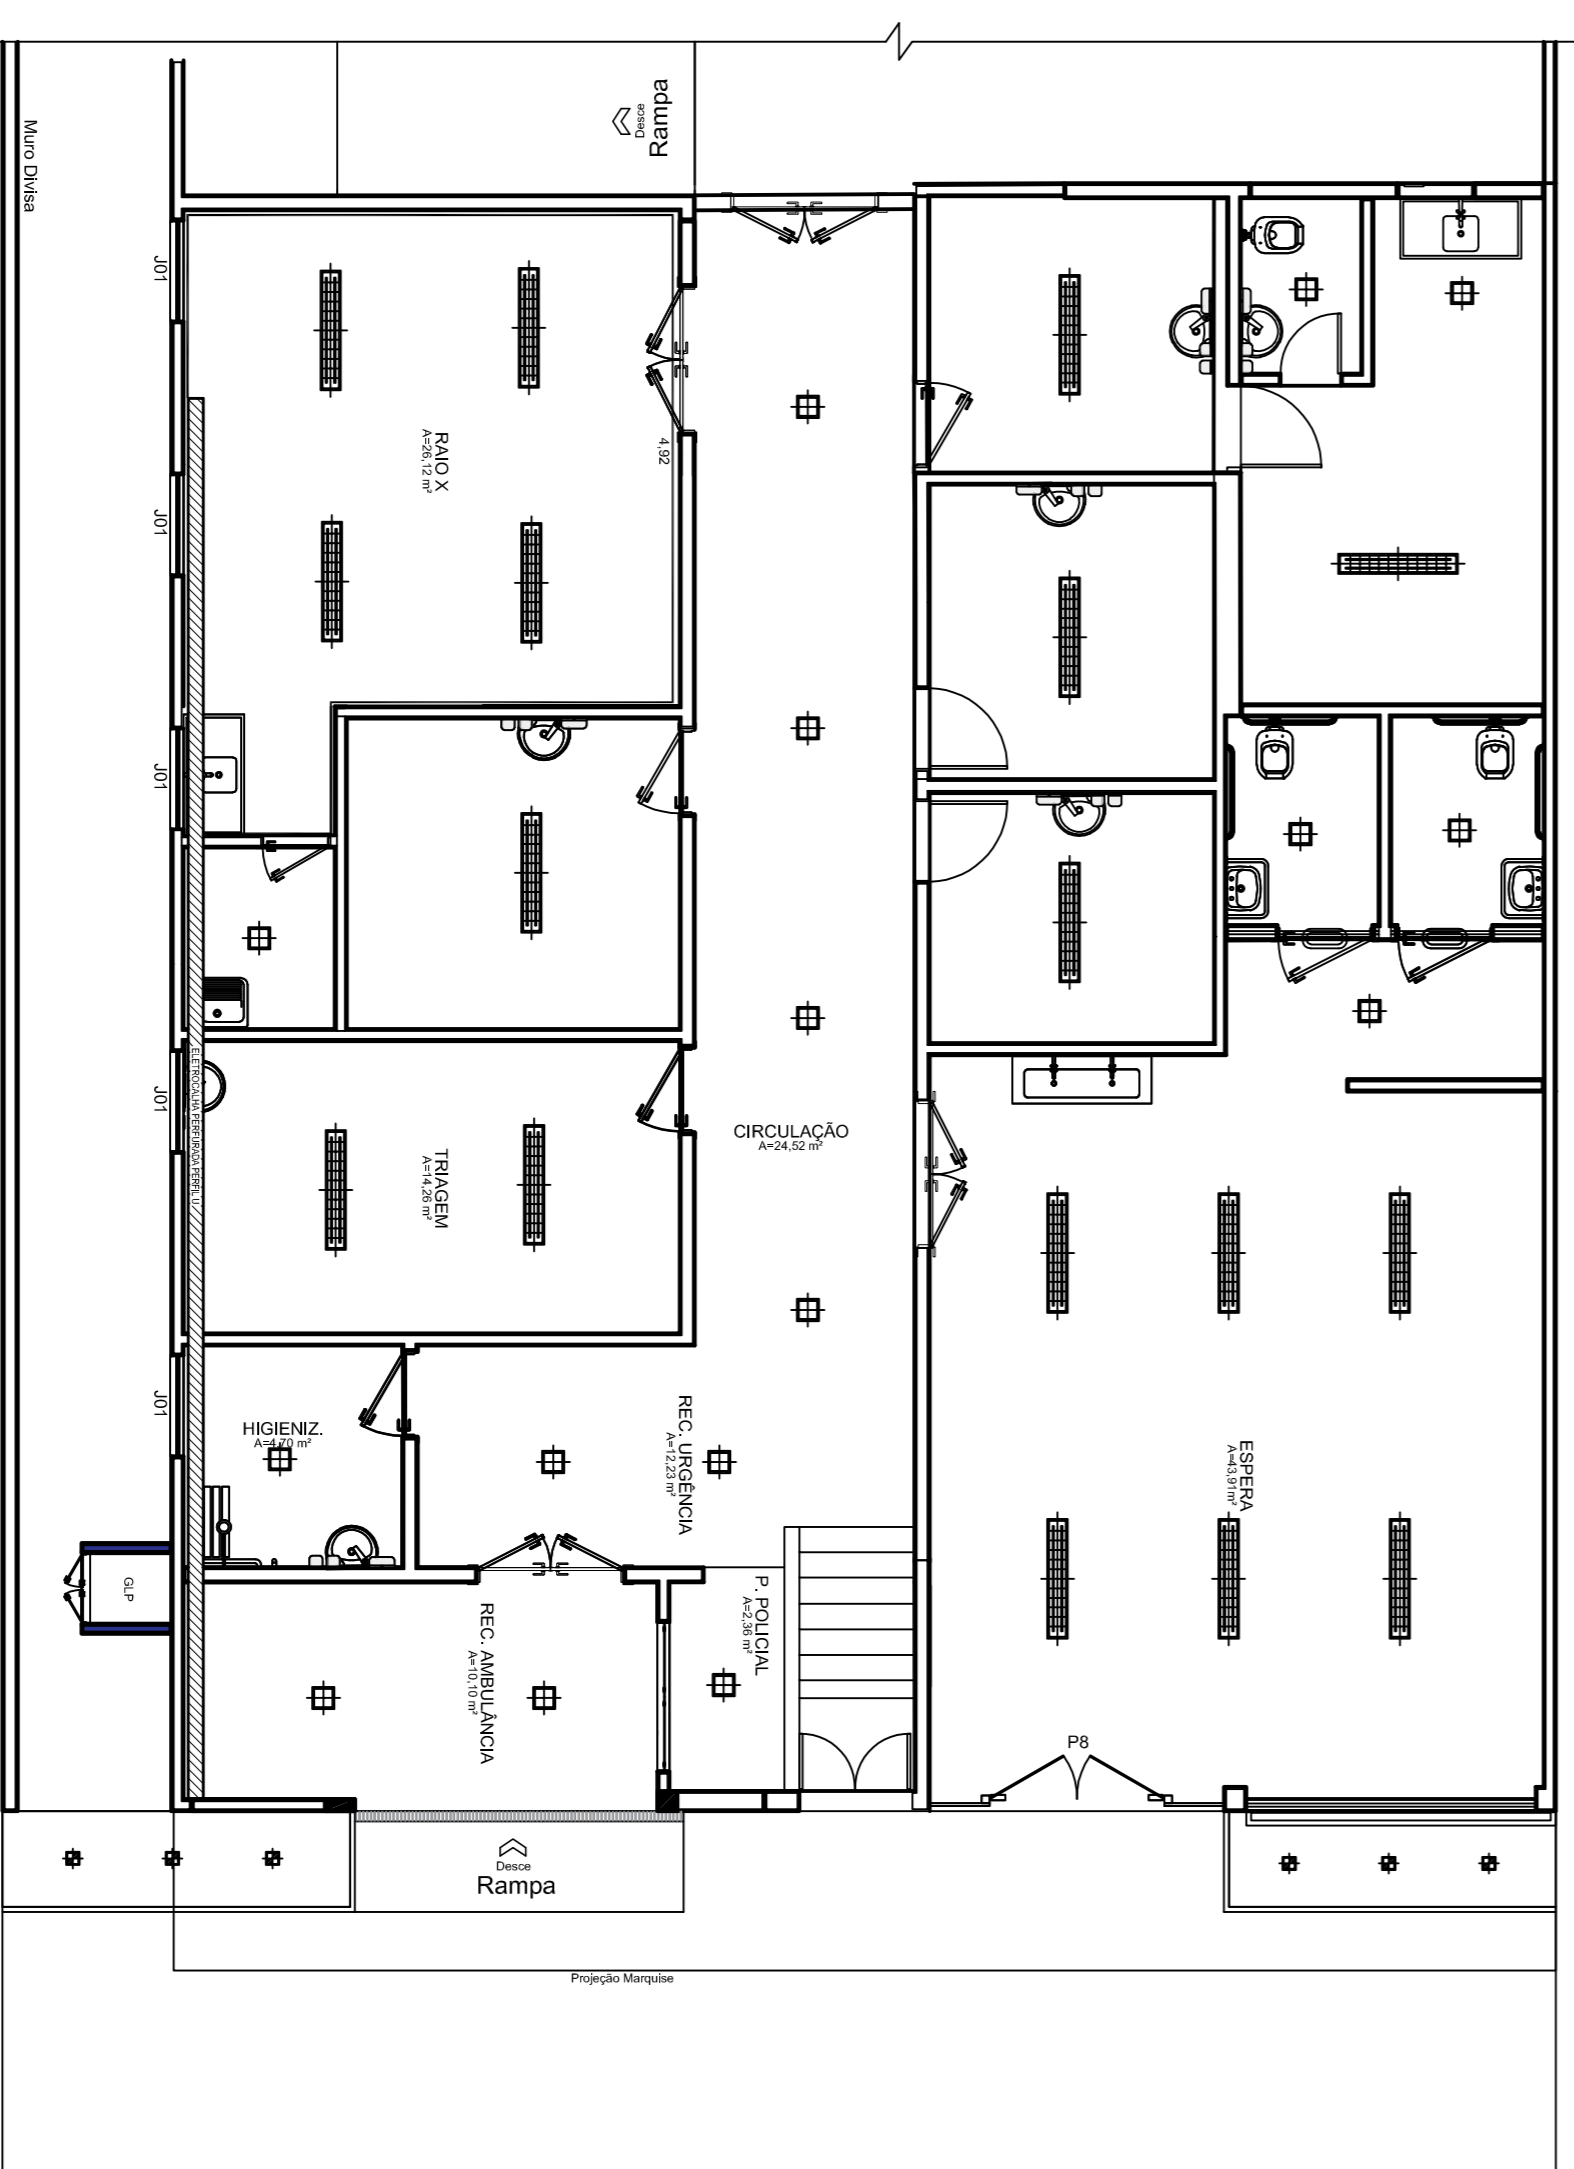 Rampa
Desce
Muro Divisa
J01
RAIO X
A=26,12 m²
4,92
J01
J01
ELETROCALHA PERFURADA PERFIL U
J01
TRIAGEM
A=14,26 m²
CIRCULAÇÃO
A=24,52 m²
J01
HIGIENIZ.
A=4,70 m²
REC. URGÊNCIA
A=12,23 m²
ESPERA
A=43,91m²
GLP
REC. AMBULÂNCIA
A=10,10 m²
P. POLICIAL
A=2,36 m²
P8
Desce
Rampa
Projeção Marquise